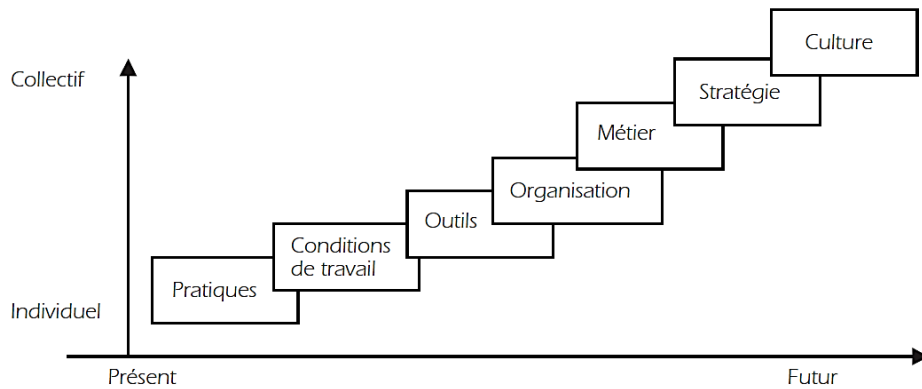 Culture
Collectif
Stratégie
Métier
Organisation
Outils
Conditions
de travail
Pratiques
Individuel
Présent
Futur